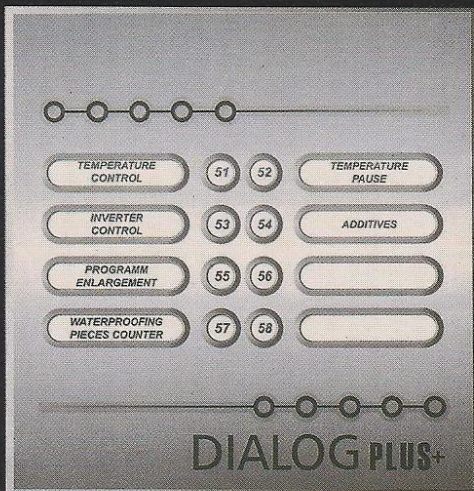 TEMPERATURE
CONTROL
51
52
TEMPERATURE
PAUSE
INVERTER
CONTROL
53
54
ADDITIVES
PROGRAMM
ENLARGEMENT
55
56
WATERPROOFING
PIECES COUNTER
57
58
DIALOG PLUS+